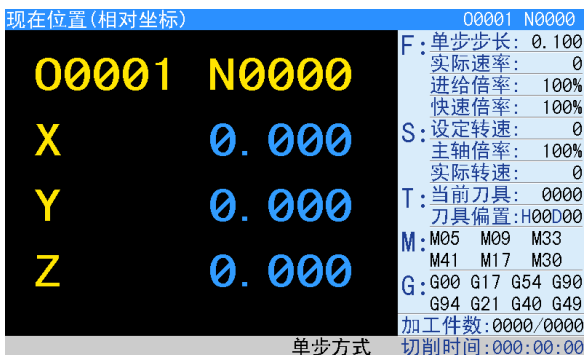 现在位置(相对坐标) O0001 N0000
O0001 N0000
X 0.000
Y 0.000
Z 0.000
F:单步步长: 0.100
实际速率: 0
进给倍率: 100%
快速倍率: 100%
S:设定转速: 0
主轴倍率: 100%
实际转速: 0
T:当前刀具: 0000
刀具偏置:H00D00
M:M05 M09 M33
M41 M17 M30
G:G00 G17 G54 G90
G94 G21 G40 G49
加工件数:0000/0000
单步方式 切削时间:000:00:00